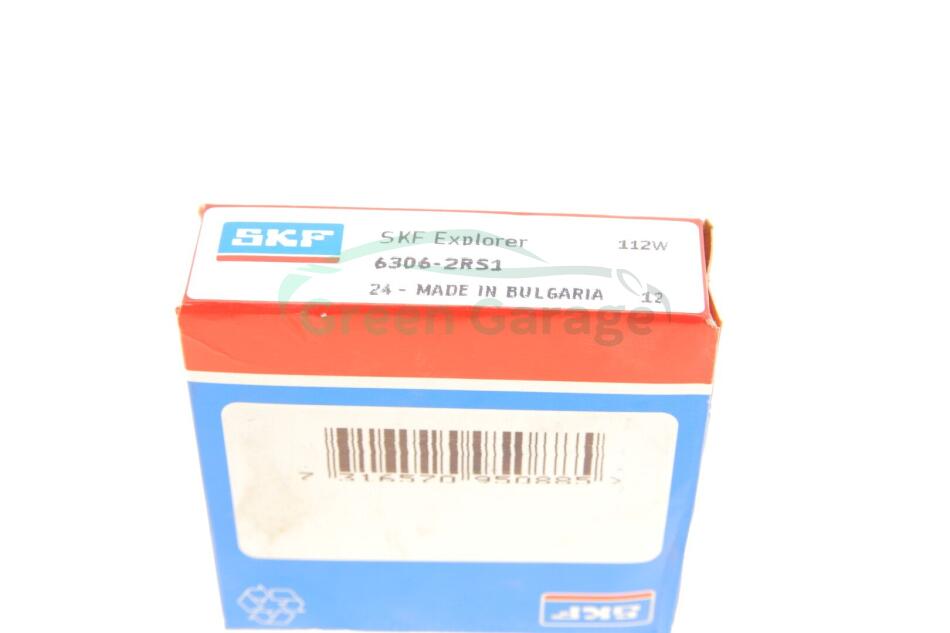 SKF
SKF Explorer
112W
6306-2RS1
24 - MADE IN BULGARIA
12
Green Garage
7 316570 950885 >
SKF